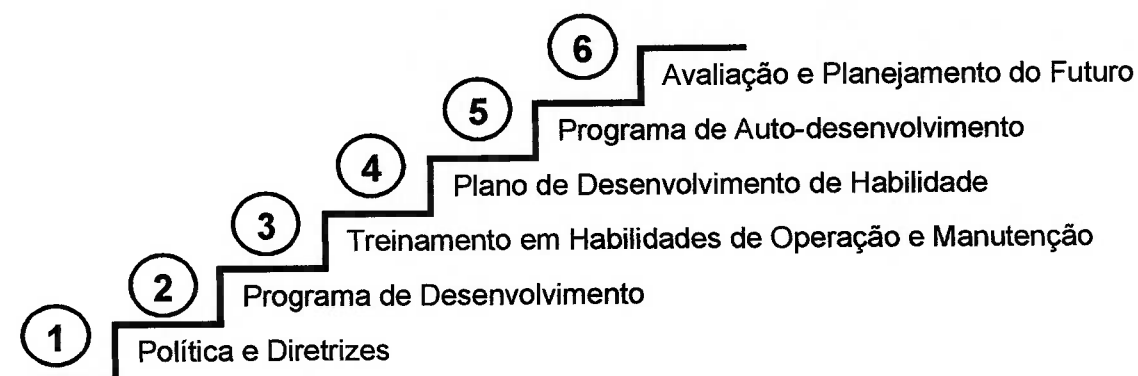 6
Avaliação e Planejamento do Futuro
5
Programa de Auto-desenvolvimento
4
Plano de Desenvolvimento de Habilidade
3
Treinamento em Habilidades de Operação e Manutenção
2
Programa de Desenvolvimento
1
Política e Diretrizes